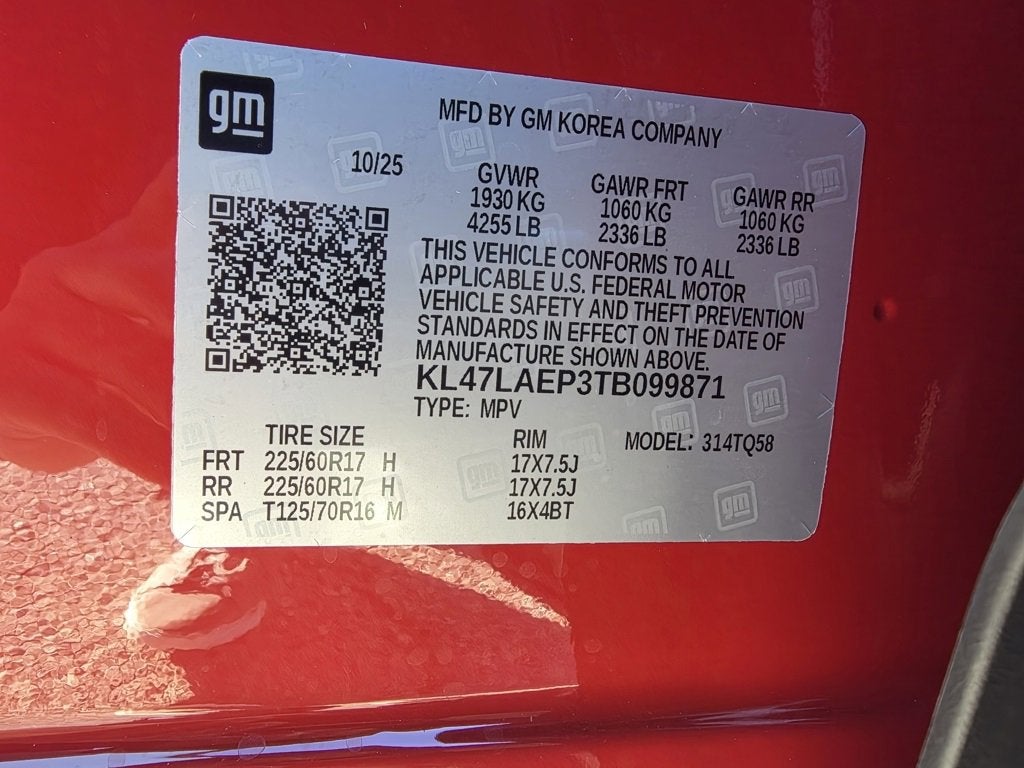 gm
MFD BY GM KOREA COMPANY
10/25
GVWR GAWR FRT GAWR RR
1930 KG 1060 KG 1060 KG
4255 LB 2336 LB 2336 LB
THIS VEHICLE CONFORMS TO ALL
APPLICABLE U.S. FEDERAL MOTOR
VEHICLE SAFETY AND THEFT PREVENTION
STANDARDS IN EFFECT ON THE DATE OF
MANUFACTURE SHOWN ABOVE.
KL47LAEP3TB099871
TYPE: MPV
TIRE SIZE RIM MODEL: 314TQ58
FRT 225/60R17 H 17X7.5J
RR 225/60R17 H 17X7.5J
SPA T125/70R16 M 16X4BT